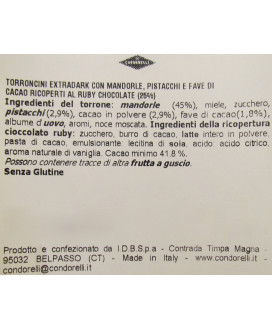 CONDORELLI
TORRONCINI EXTRADARK CON MANDORLE, PISTACCHI E FAVE DI
CACAO RICOPERTI AL RUBY CHOCOLATE (25%)
Ingredienti del torrone: mandorle (45%), miele, zucchero,
pistacchi (2,9%), cacao in polvere (2,9%), fave di cacao(1,8%),
albume d'uovo, aromi, noce moscata. Ingredienti della ricopertura
cioccolato ruby: zucchero, burro di cacao, latte intero in polvere,
pasta di cacao, emulsionante: lecitina di soia, acido: acido citrico,
aroma naturale di vaniglia. Cacao minimo 41,8 %.
Possono contenere tracce di altra frutta a guscio.
Senza Glutine
Prodotto e confezionato da I.D.B.S.p.a - Contrada Timpa Magna -
95032 BELPASSO (CT) - Made in Italy - www.condorelli.it -
condorelli@condorelli.it